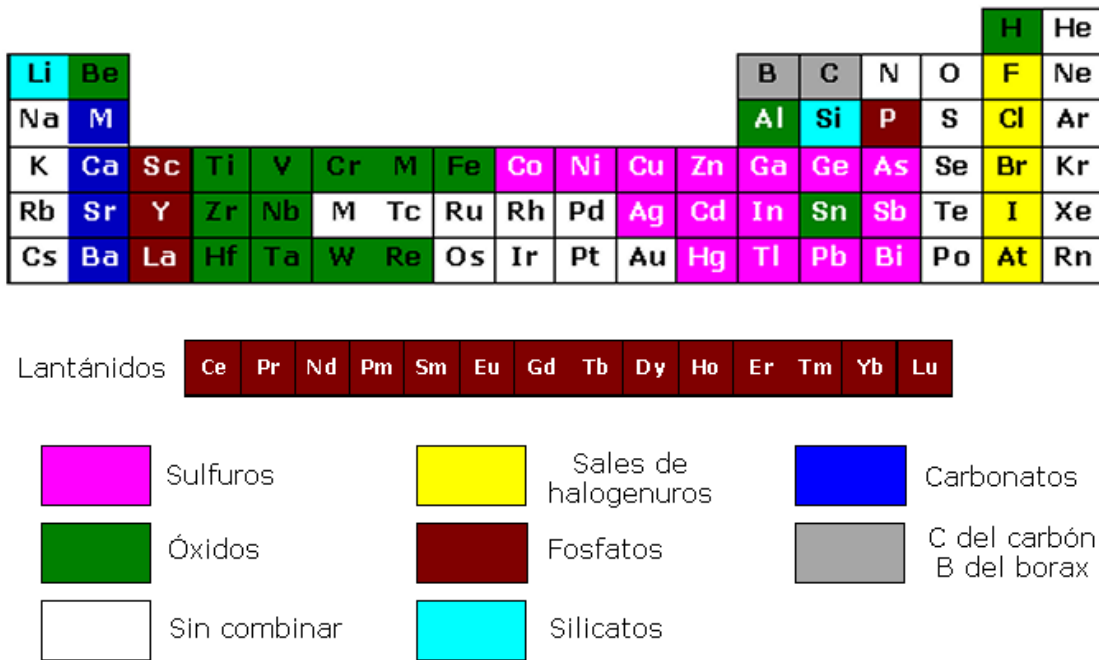 H He
Li Be B C N O F Ne
Na M Al Si P S Cl Ar
K Ca Sc Ti V Cr M Fe Co Ni Cu Zn Ga Ge As Se Br Kr
Rb Sr Y Zr Nb M Tc Ru Rh Pd Ag Cd In Sn Sb Te I Xe
Cs Ba La Hf Ta W Re Os Ir Pt Au Hg Tl Pb Bi Po At Rn
Lantánidos Ce Pr Nd Pm Sm Eu Gd Tb Dy Ho Er Tm Yb Lu
Sulfuros
Sales de
halogenuros
Carbonatos
Óxidos
Fosfatos
C del carbón
B del borax
Sin combinar
Silicatos